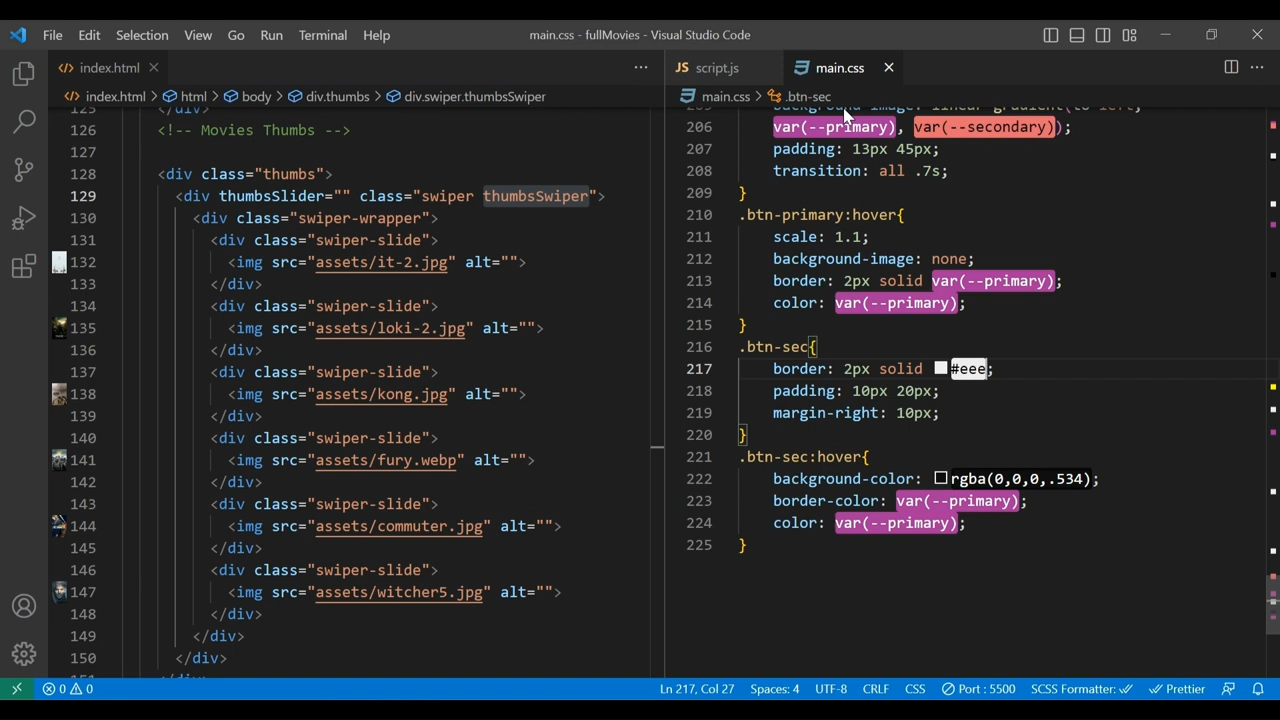 File Edit Selection View Go Run Terminal Help
main.css - fullMovies - Visual Studio Code
index.html
index.html > html > body > div.thumbs > div.swiper.thumbsSwiper
126 <!-- Movies Thumbs -->
127
128 <div class="thumbs">
129 <div thumbsSlider="" class="swiper thumbsSwiper">
130 <div class="swiper-wrapper">
131 <div class="swiper-slide">
132 <img src="assets/it-2.jpg" alt="">
133 </div>
134 <div class="swiper-slide">
135 <img src="assets/loki-2.jpg" alt="">
136 </div>
137 <div class="swiper-slide">
138 <img src="assets/kong.jpg" alt="">
139 </div>
140 <div class="swiper-slide">
141 <img src="assets/fury.webp" alt="">
142 </div>
143 <div class="swiper-slide">
144 <img src="assets/commuter.jpg" alt="">
145 </div>
146 <div class="swiper-slide">
147 <img src="assets/witcher5.jpg" alt="">
148 </div>
149 </div>
150 </div>
JS script.js
main.css
main.css > .btn-sec
background-image: linear-gradient(to left,
206 var(--primary), var(--secondary));
207 padding: 13px 45px;
208 transition: all .7s;
209 }
210 .btn-primary:hover{
211 scale: 1.1;
212 background-image: none;
213 border: 2px solid var(--primary);
214 color: var(--primary);
215 }
216 .btn-sec{
217 border: 2px solid #eee;
218 padding: 10px 20px;
219 margin-right: 10px;
220 }
221 .btn-sec:hover{
222 background-color: rgba(0,0,0,.534);
223 border-color: var(--primary);
224 color: var(--primary);
225 }
0 0
Ln 217, Col 27 Spaces: 4 UTF-8 CRLF CSS Port : 5500 SCSS Formatter: Prettier